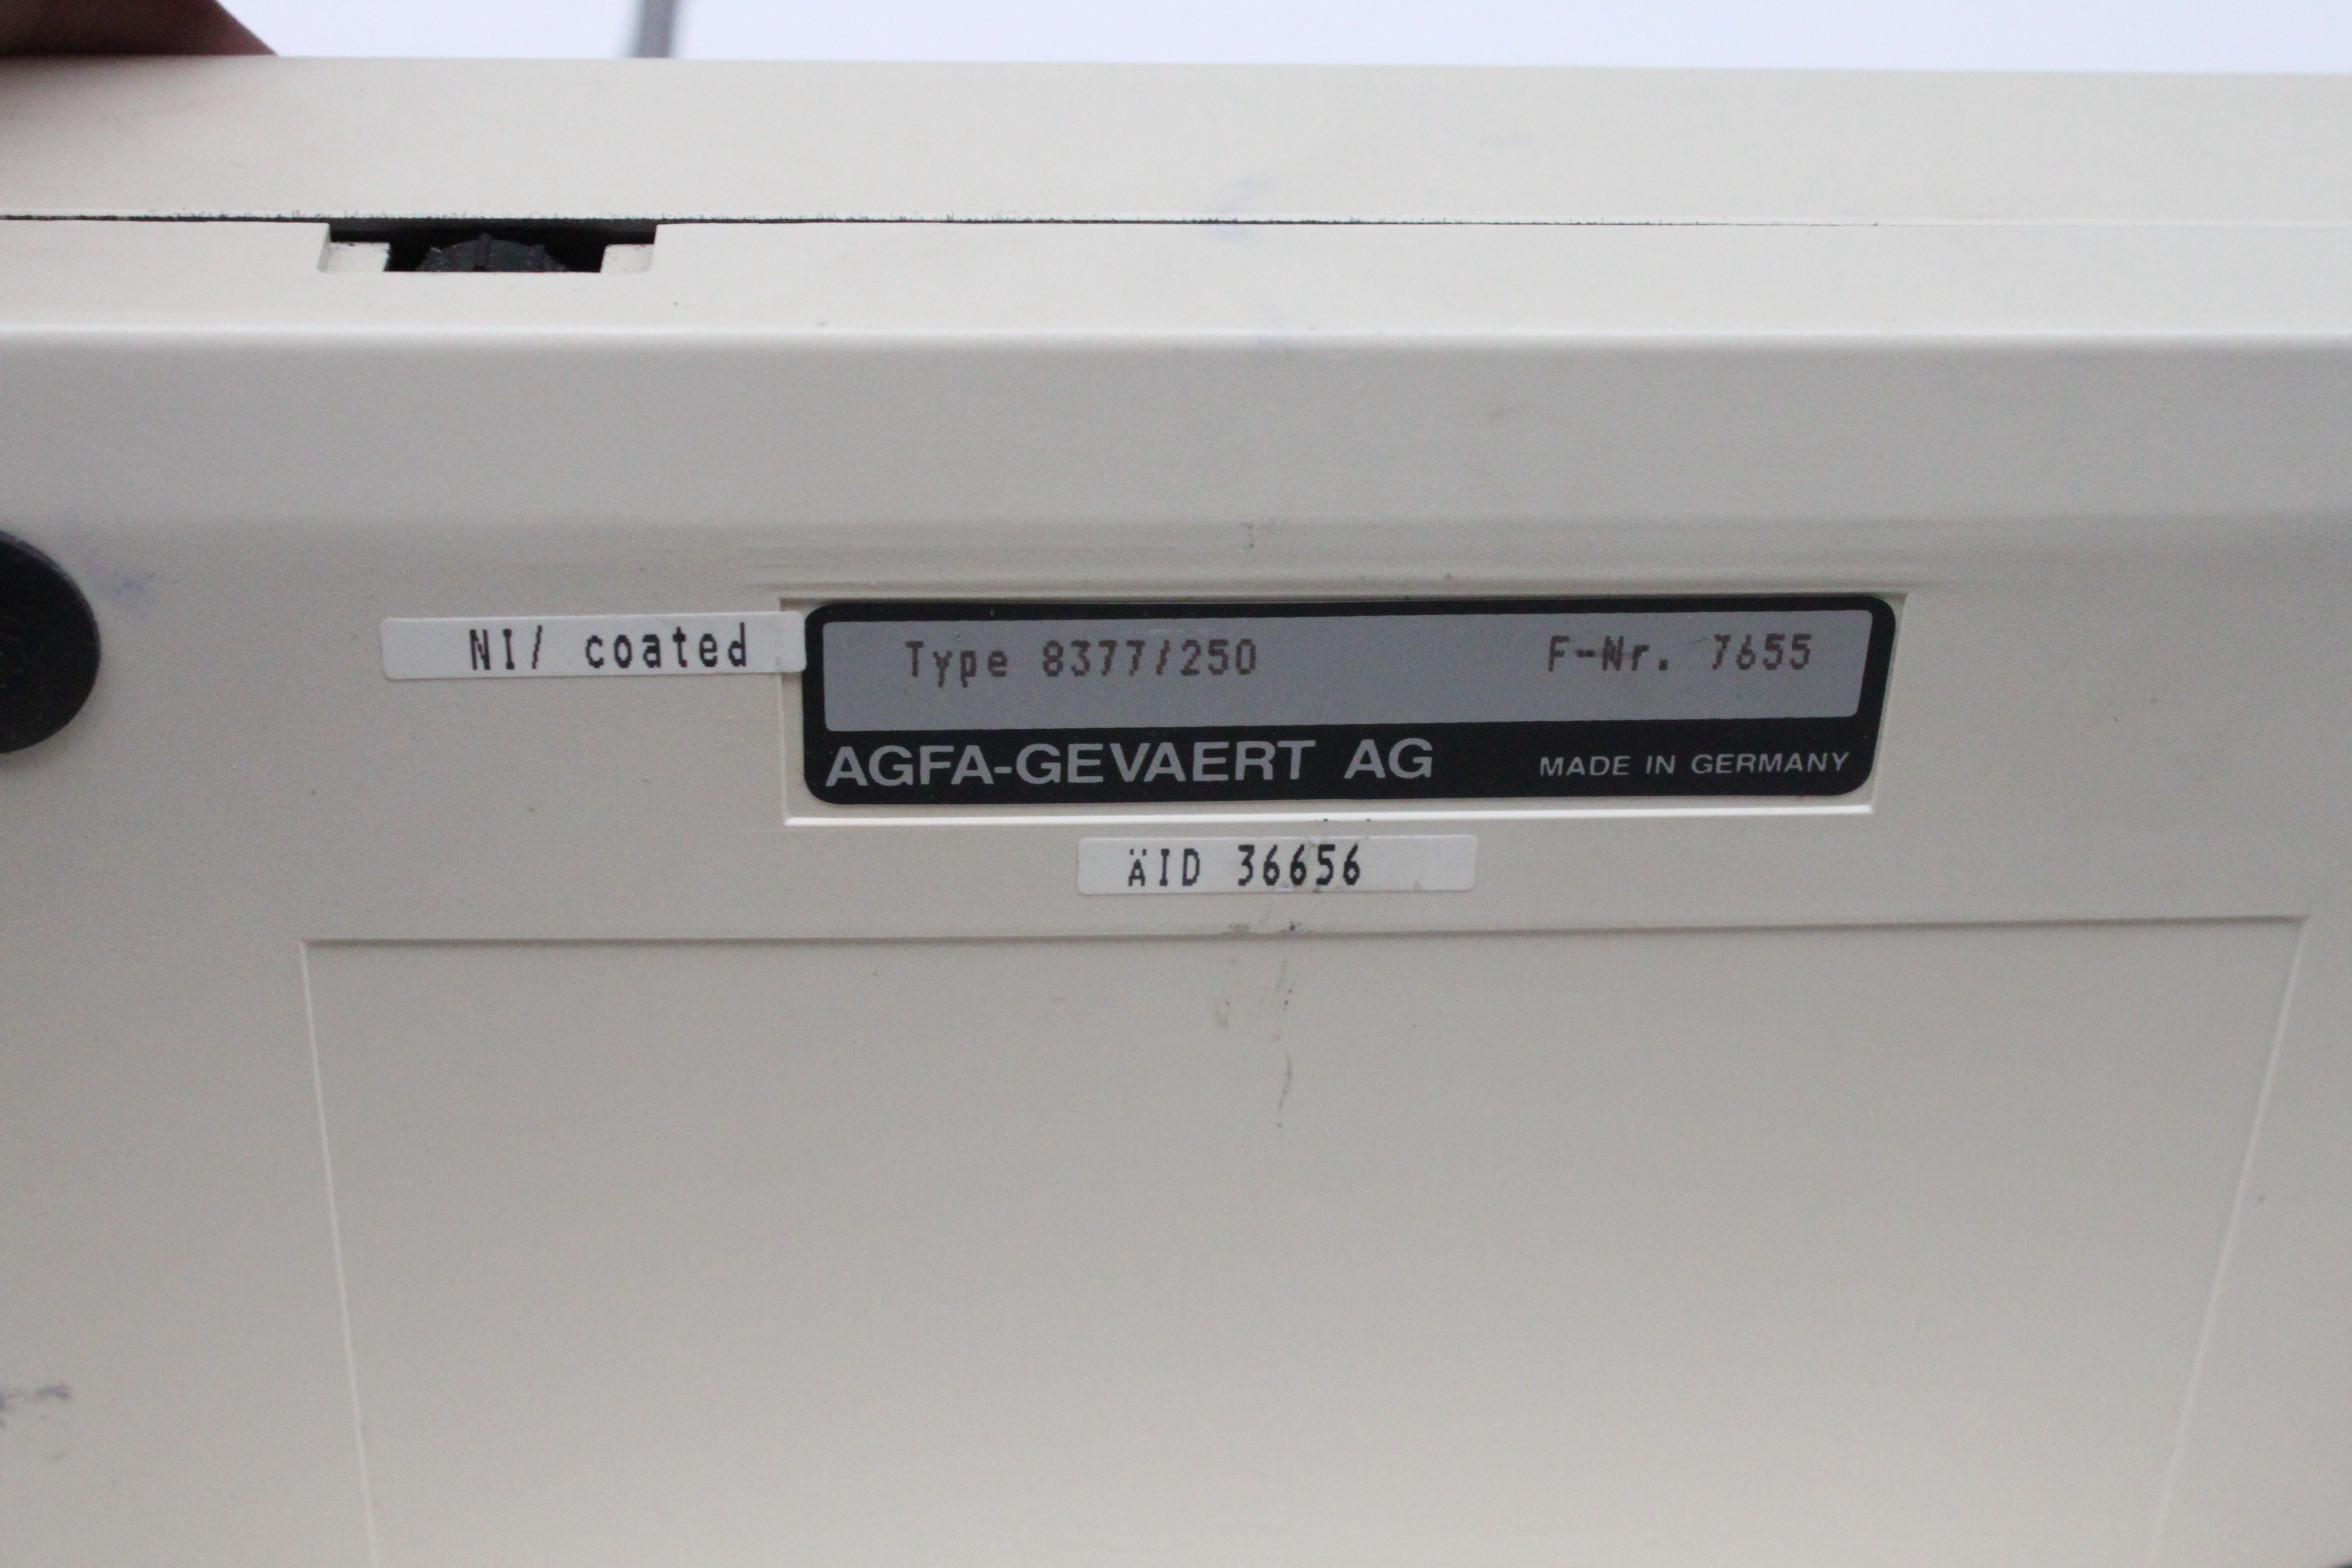 NI/ coated
Type 8377/250 F-Nr. 7655
AGFA-GEVAERT AG MADE IN GERMANY
ÄID 36656